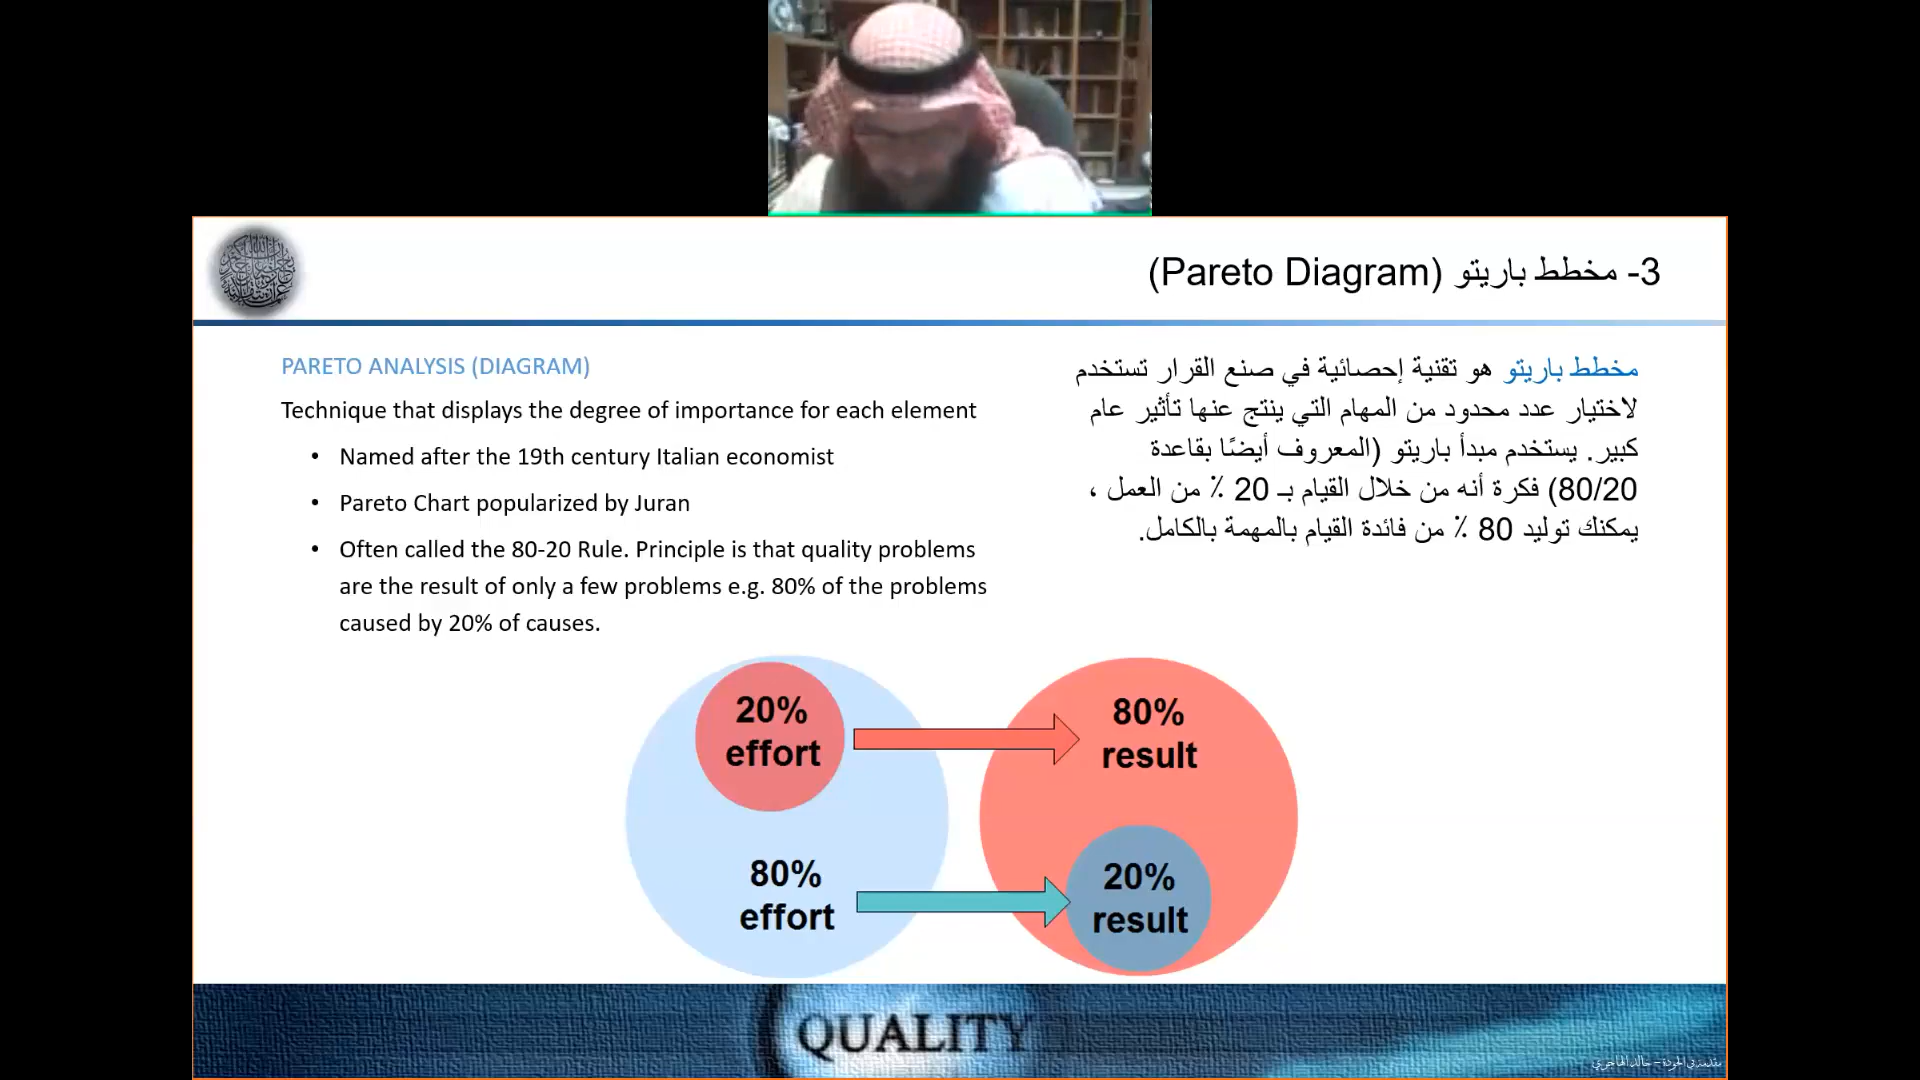 3- مخطط باريتو (Pareto Diagram)
PARETO ANALYSIS (DIAGRAM)
Technique that displays the degree of importance for each element
• Named after the 19th century Italian economist
• Pareto Chart popularized by Juran
• Often called the 80-20 Rule. Principle is that quality problems
are the result of only a few problems e.g. 80% of the problems
caused by 20% of causes.
مخطط باريتو هو تقنية إحصائية في صنع القرار تستخدم
لاختيار عدد محدود من المهام التي ينتج عنها تأثير عام
كبير. يستخدم مبدأ باريتو (المعروف أيضًا بقاعدة
80/20) فكرة أنه من خلال القيام بـ 20 ٪ من العمل ،
يمكنك توليد 80 ٪ من فائدة القيام بالمهمة بالكامل.
20%
effort
80%
result
80%
effort
20%
result
QUALITY
مقدمة في الجودة – خالد الهاجري